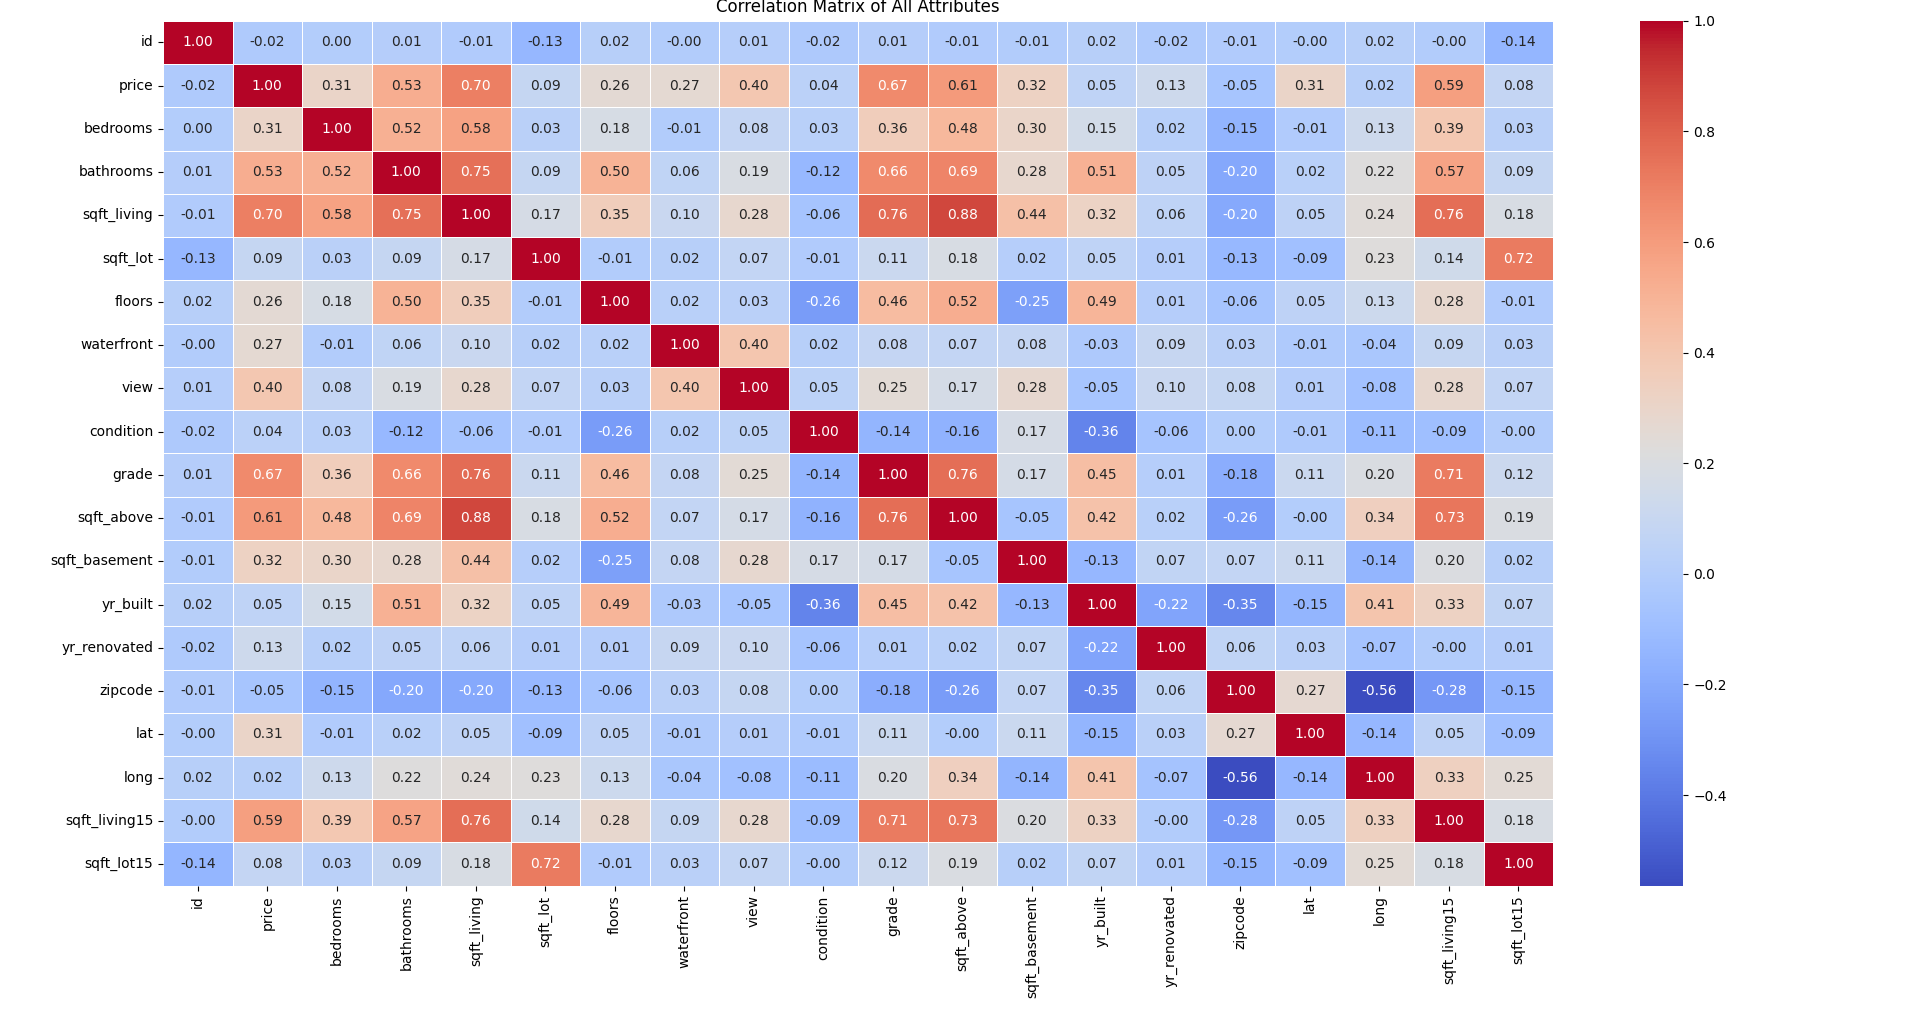 Correlation Matrix of All Attributes
id 1.00 -0.02 0.00 0.01 -0.01 -0.13 0.02 -0.00 0.01 -0.02 0.01 -0.01 -0.01 0.02 -0.02 -0.01 -0.00 0.02 -0.00 -0.14
price -0.02 1.00 0.31 0.53 0.70 0.09 0.26 0.27 0.40 0.04 0.67 0.61 0.32 0.05 0.13 -0.05 0.31 0.02 0.59 0.08
bedrooms 0.00 0.31 1.00 0.52 0.58 0.03 0.18 -0.01 0.08 0.03 0.36 0.48 0.30 0.15 0.02 -0.15 -0.01 0.13 0.39 0.03
bathrooms 0.01 0.53 0.52 1.00 0.75 0.09 0.50 0.06 0.19 -0.12 0.66 0.69 0.28 0.51 0.05 -0.20 0.02 0.22 0.57 0.09
sqft_living -0.01 0.70 0.58 0.75 1.00 0.17 0.35 0.10 0.28 -0.06 0.76 0.88 0.44 0.32 0.06 -0.20 0.05 0.24 0.76 0.18
sqft_lot -0.13 0.09 0.03 0.09 0.17 1.00 -0.01 0.02 0.07 -0.01 0.11 0.18 0.02 0.05 0.01 -0.13 -0.09 0.23 0.14 0.72
floors 0.02 0.26 0.18 0.50 0.35 -0.01 1.00 0.02 0.03 -0.26 0.46 0.52 -0.25 0.49 0.01 -0.06 0.05 0.13 0.28 -0.01
waterfront -0.00 0.27 -0.01 0.06 0.10 0.02 0.02 1.00 0.40 0.02 0.08 0.07 0.08 -0.03 0.09 0.03 -0.01 -0.04 0.09 0.03
view 0.01 0.40 0.08 0.19 0.28 0.07 0.03 0.40 1.00 0.05 0.25 0.17 0.28 -0.05 0.10 0.08 0.01 -0.08 0.28 0.07
condition -0.02 0.04 0.03 -0.12 -0.06 -0.01 -0.26 0.02 0.05 1.00 -0.14 -0.16 0.17 -0.36 -0.06 0.00 -0.01 -0.11 -0.09 -0.00
grade 0.01 0.67 0.36 0.66 0.76 0.11 0.46 0.08 0.25 -0.14 1.00 0.76 0.17 0.45 0.01 -0.18 0.11 0.20 0.71 0.12
sqft_above -0.01 0.61 0.48 0.69 0.88 0.18 0.52 0.07 0.17 -0.16 0.76 1.00 -0.05 0.42 0.02 -0.26 -0.00 0.34 0.73 0.19
sqft_basement -0.01 0.32 0.30 0.28 0.44 0.02 -0.25 0.08 0.28 0.17 0.17 -0.05 1.00 -0.13 0.07 0.07 0.11 -0.14 0.20 0.02
yr_built 0.02 0.05 0.15 0.51 0.32 0.05 0.49 -0.03 -0.05 -0.36 0.45 0.42 -0.13 1.00 -0.22 -0.35 -0.15 0.41 0.33 0.07
yr_renovated -0.02 0.13 0.02 0.05 0.06 0.01 0.01 0.09 0.10 -0.06 0.01 0.02 0.07 -0.22 1.00 0.06 0.03 -0.07 -0.00 0.01
zipcode -0.01 -0.05 -0.15 -0.20 -0.20 -0.13 -0.06 0.03 0.08 0.00 -0.18 -0.26 0.07 -0.35 0.06 1.00 0.27 -0.56 -0.28 -0.15
lat -0.00 0.31 -0.01 0.02 0.05 -0.09 0.05 -0.01 0.01 -0.01 0.11 -0.00 0.11 -0.15 0.03 0.27 1.00 -0.14 0.05 -0.09
long 0.02 0.02 0.13 0.22 0.24 0.23 0.13 -0.04 -0.08 -0.11 0.20 0.34 -0.14 0.41 -0.07 -0.56 -0.14 1.00 0.33 0.25
sqft_living15 -0.00 0.59 0.39 0.57 0.76 0.14 0.28 0.09 0.28 -0.09 0.71 0.73 0.20 0.33 -0.00 -0.28 0.05 0.33 1.00 0.18
sqft_lot15 -0.14 0.08 0.03 0.09 0.18 0.72 -0.01 0.03 0.07 -0.00 0.12 0.19 0.02 0.07 0.01 -0.15 -0.09 0.25 0.18 1.00
id price bedrooms bathrooms sqft_living sqft_lot floors waterfront view condition grade sqft_above sqft_basement yr_built yr_renovated zipcode lat long sqft_living15 sqft_lot15
1.0
0.8
0.6
0.4
0.2
0.0
−0.2
−0.4